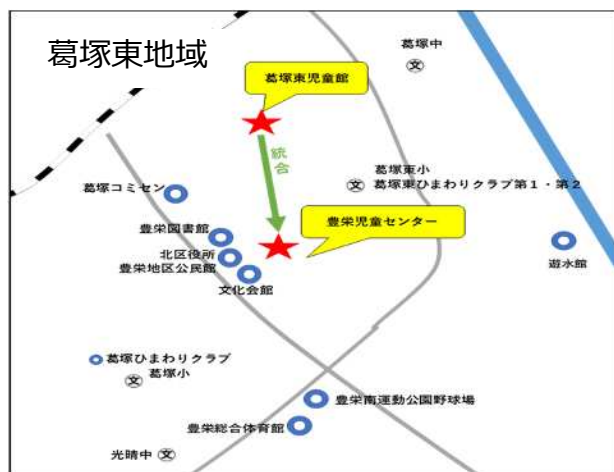 葛塚東地域
葛塚中
文
葛塚東児童館
統合
葛塚東小
文
葛塚東ひまわりクラブ第1・第2
葛塚コミセン
豊栄児童センター
豊栄図書館
北区役所
豊栄地区公民館
文化会館
遊水館
葛塚ひまわりクラブ
葛塚小
文
豊栄南運動公園野球場
豊栄総合体育館
光晴中
文